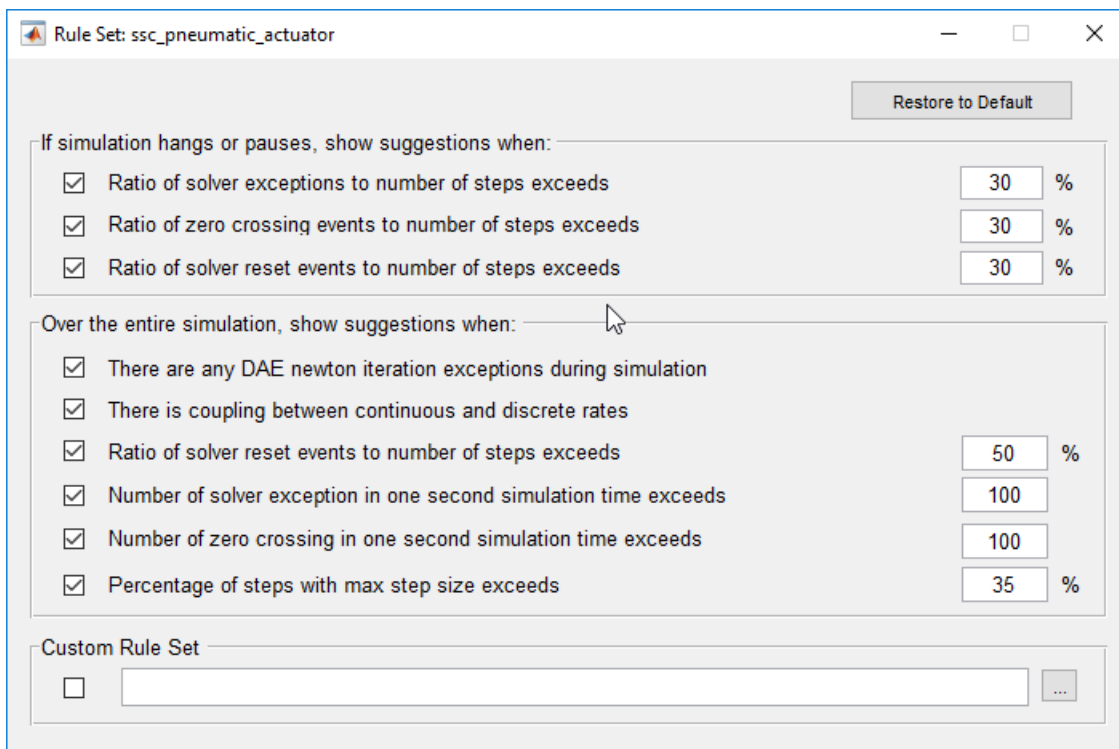 Rule Set: ssc_pneumatic_actuator
Restore to Default
If simulation hangs or pauses, show suggestions when:
Ratio of solver exceptions to number of steps exceeds 30 %
Ratio of zero crossing events to number of steps exceeds 30 %
Ratio of solver reset events to number of steps exceeds 30 %
Over the entire simulation, show suggestions when:
There are any DAE newton iteration exceptions during simulation
There is coupling between continuous and discrete rates
Ratio of solver reset events to number of steps exceeds 50 %
Number of solver exception in one second simulation time exceeds 100
Number of zero crossing in one second simulation time exceeds 100
Percentage of steps with max step size exceeds 35 %
Custom Rule Set
...